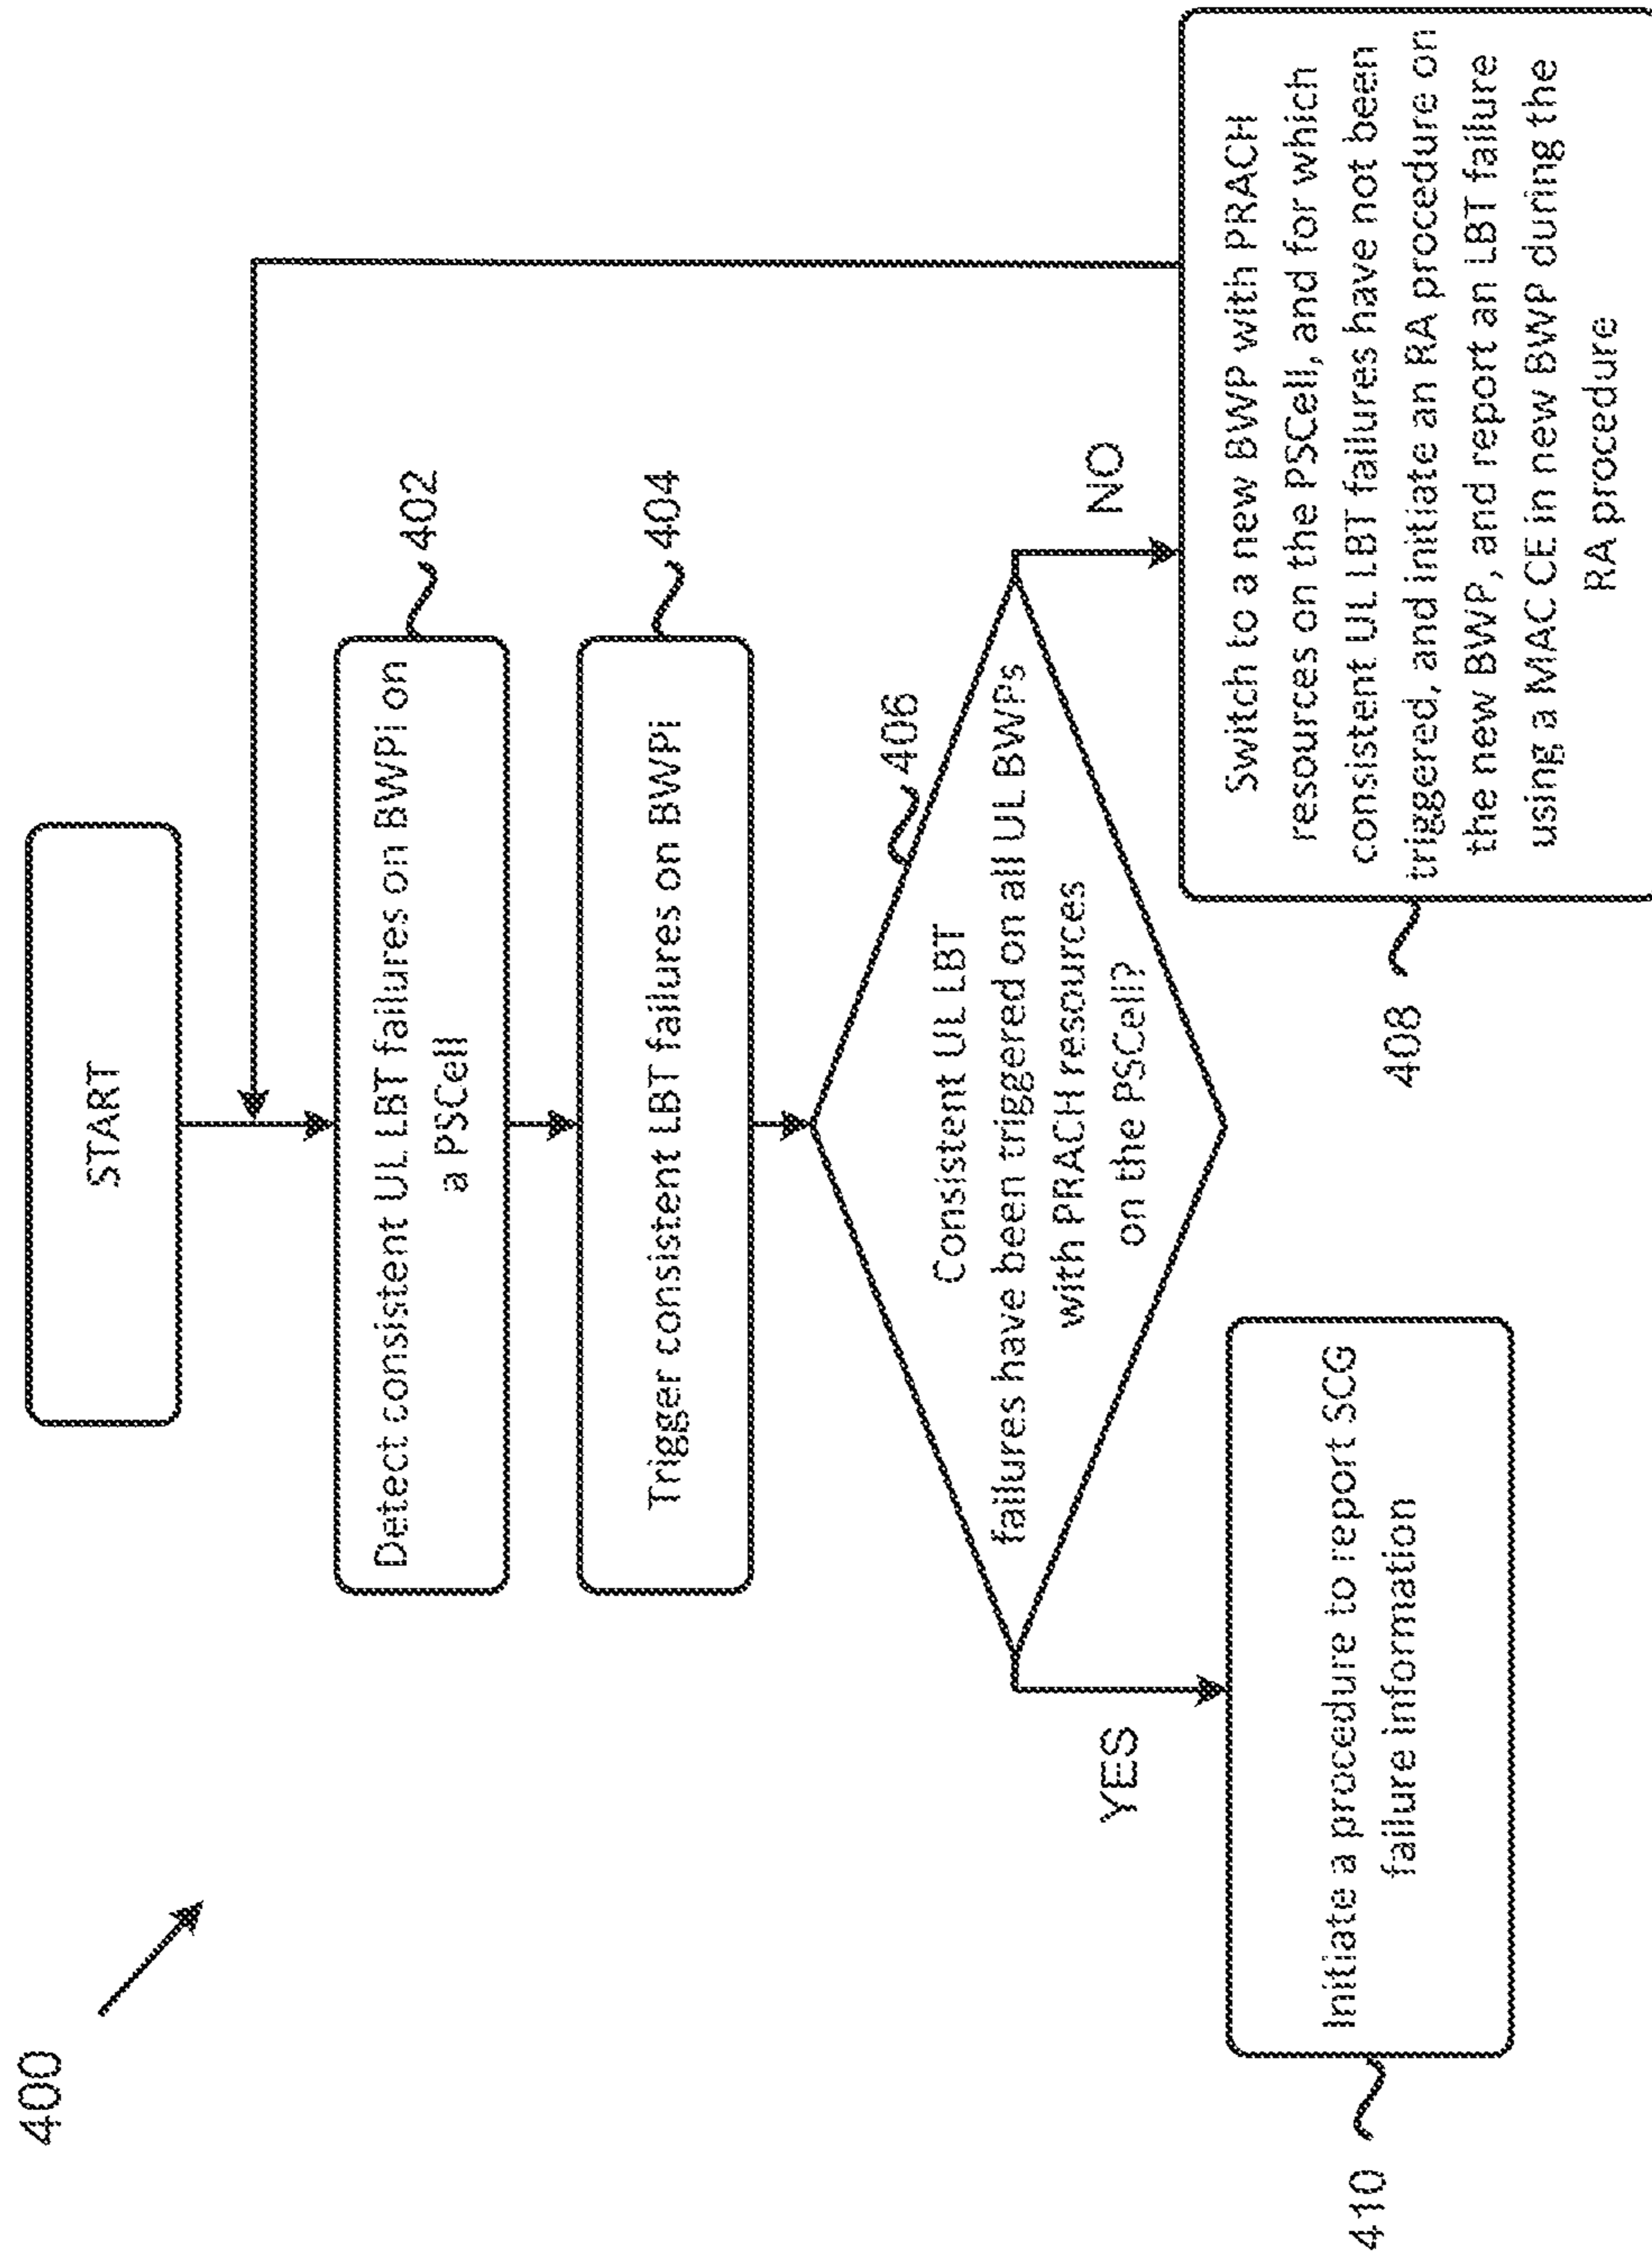 400
START
Detect consistent UL LBT failures on BWPi on
a PSCell
402
Trigger consistent LBT failures on BWPi
404
Consistent UL LBT
failures have been triggered on all UL BWPs
with PRACH resources
on the PSCell?
406
YES
NO
Initiate a procedure to report SCG
failure information
410
Switch to a new BWP with PRACH
resources on the PSCell, and for which
consistent UL LBT failures have not been
triggered, and initiate an RA procedure on
the new BWP, and report an LBT failure
using a MAC CE in new BWP during the
RA procedure
408